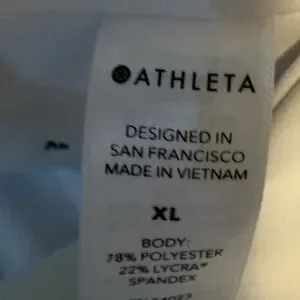 ATHLETA
DESIGNED IN
SAN FRANCISCO
MADE IN VIETNAM
XL
BODY:
78% POLYESTER
22% LYCRA®
SPANDEX